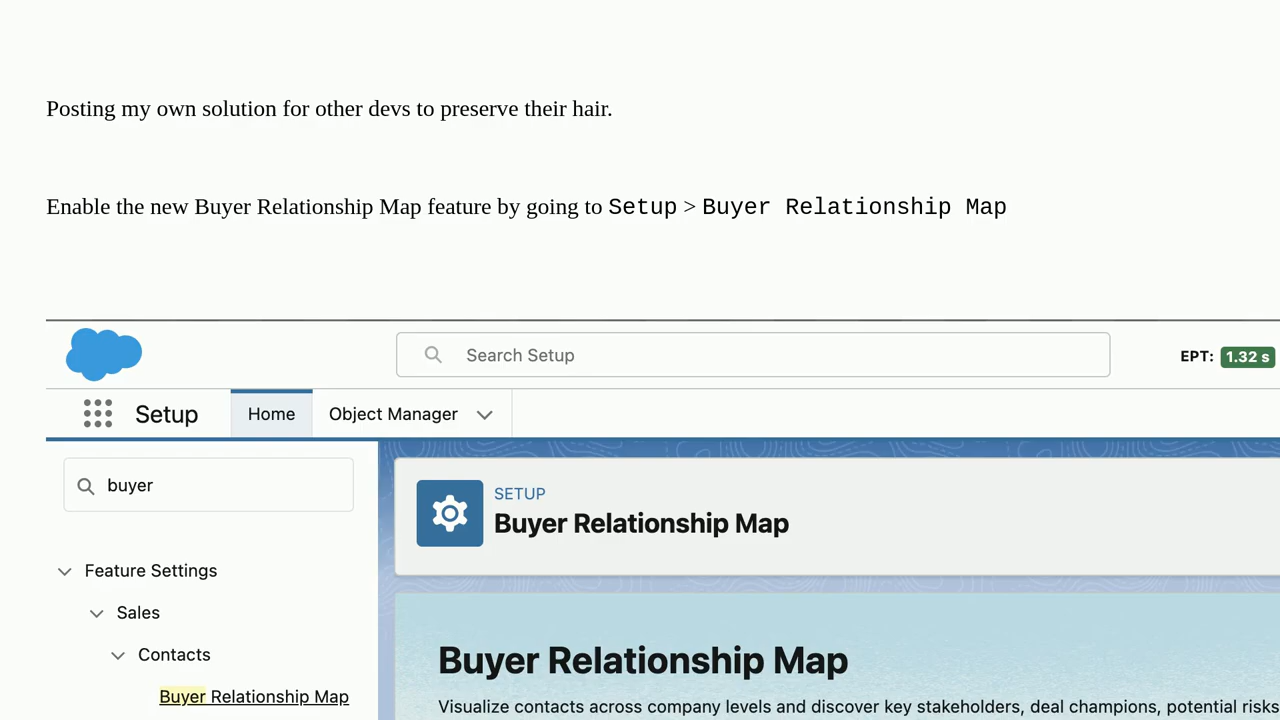 Posting my own solution for other devs to preserve their hair.
Enable the new Buyer Relationship Map feature by going to Setup > Buyer Relationship Map
Search Setup
EPT: 1.32 s
Setup
Home
Object Manager
buyer
SETUP
Buyer Relationship Map
Feature Settings
Sales
Contacts
Buyer Relationship Map
Buyer Relationship Map
Visualize contacts across company levels and discover key stakeholders, deal champions, potential risks